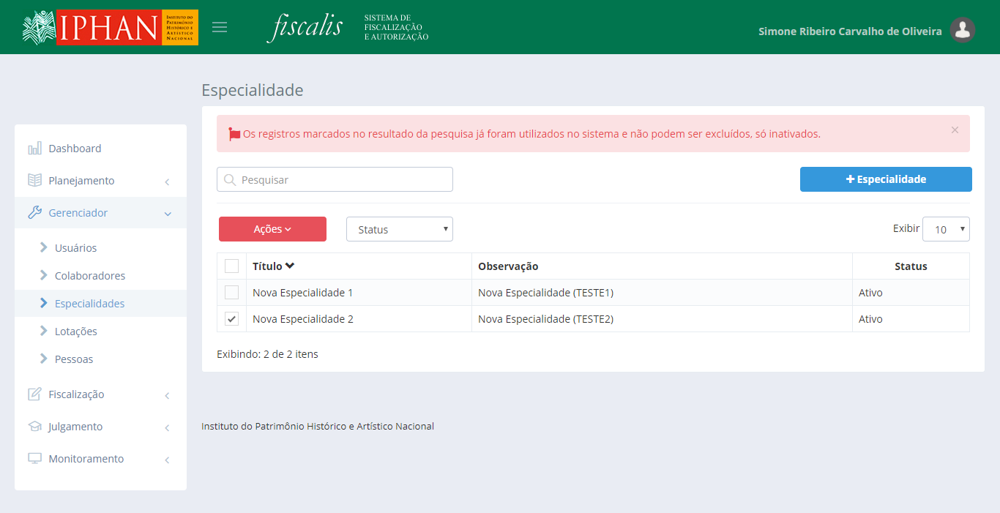 IPHAN
INSTITUTO DO
PATRIMÔNIO
HISTÓRICO E
ARTÍSTICO
NACIONAL
fiscalis
SISTEMA DE
FISCALIZAÇÃO
E AUTORIZAÇÃO
Simone Ribeiro Carvalho de Oliveira
Dashboard
Planejamento
Gerenciador
Usuários
Colaboradores
Especialidades
Lotações
Pessoas
Fiscalização
Julgamento
Monitoramento
Especialidade
Os registros marcados no resultado da pesquisa já foram utilizados no sistema e não podem ser excluídos, só inativados. ×
Pesquisar
+ Especialidade
Ações Status Exibir 10
Título Observação Status
Nova Especialidade 1 Nova Especialidade (TESTE1) Ativo
Nova Especialidade 2 Nova Especialidade (TESTE2) Ativo
Exibindo: 2 de 2 itens
Instituto do Patrimônio Histórico e Artístico Nacional